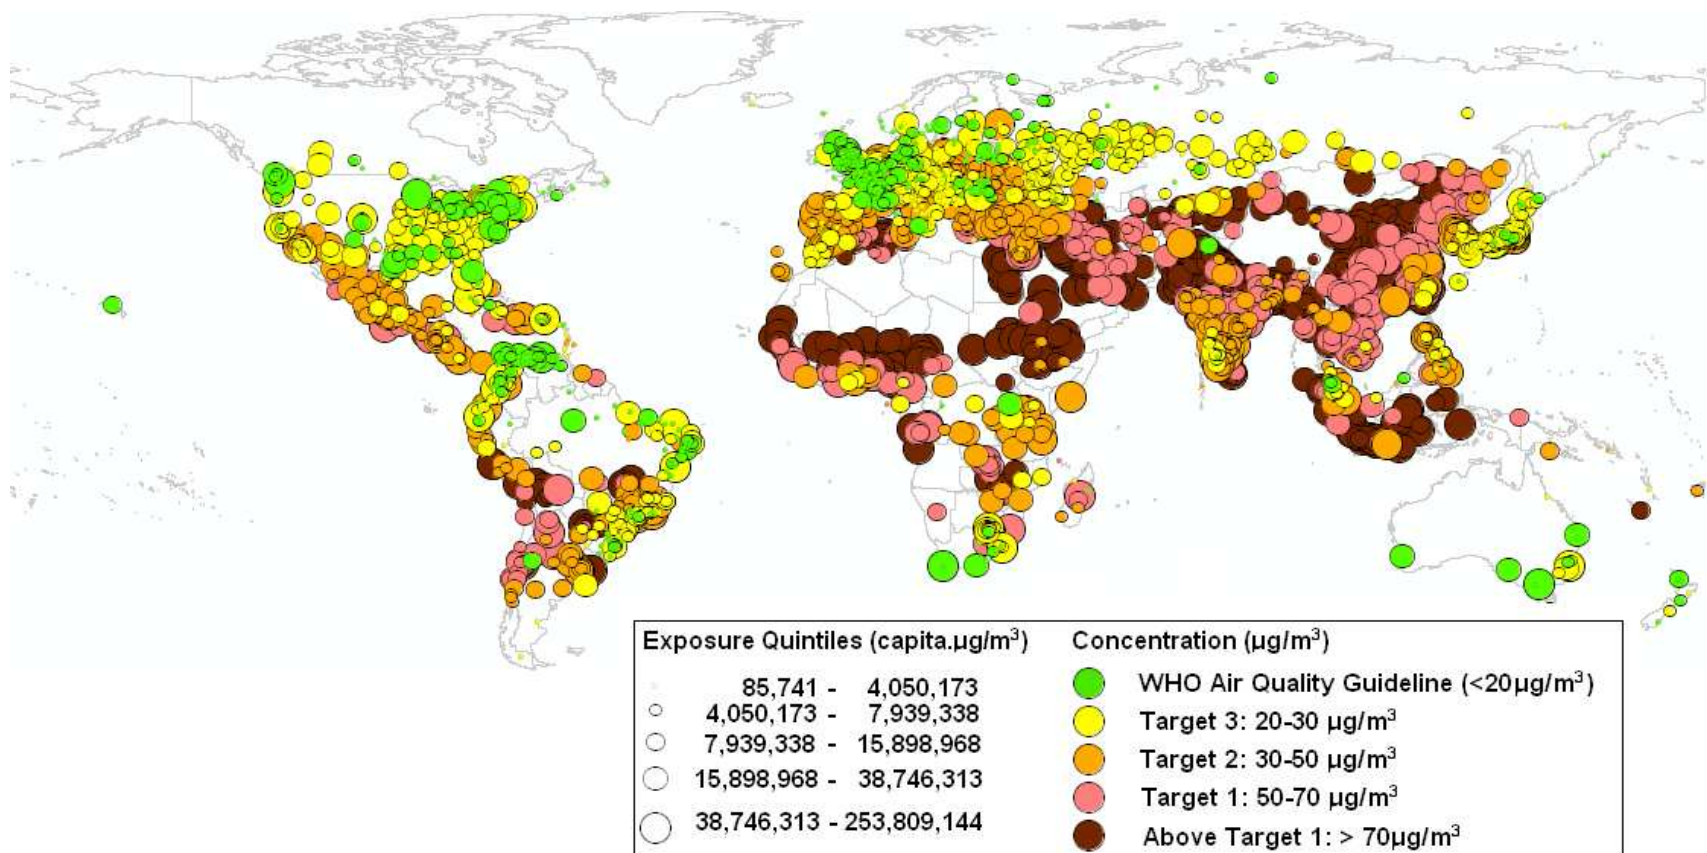 Exposure Quintiles (capita.µg/m³)
85,741 - 4,050,173
4,050,173 - 7,939,338
7,939,338 - 15,898,968
15,898,968 - 38,746,313
38,746,313 - 253,809,144
Concentration (µg/m³)
WHO Air Quality Guideline (<20µg/m³)
Target 3: 20-30 µg/m³
Target 2: 30-50 µg/m³
Target 1: 50-70 µg/m³
Above Target 1: > 70µg/m³